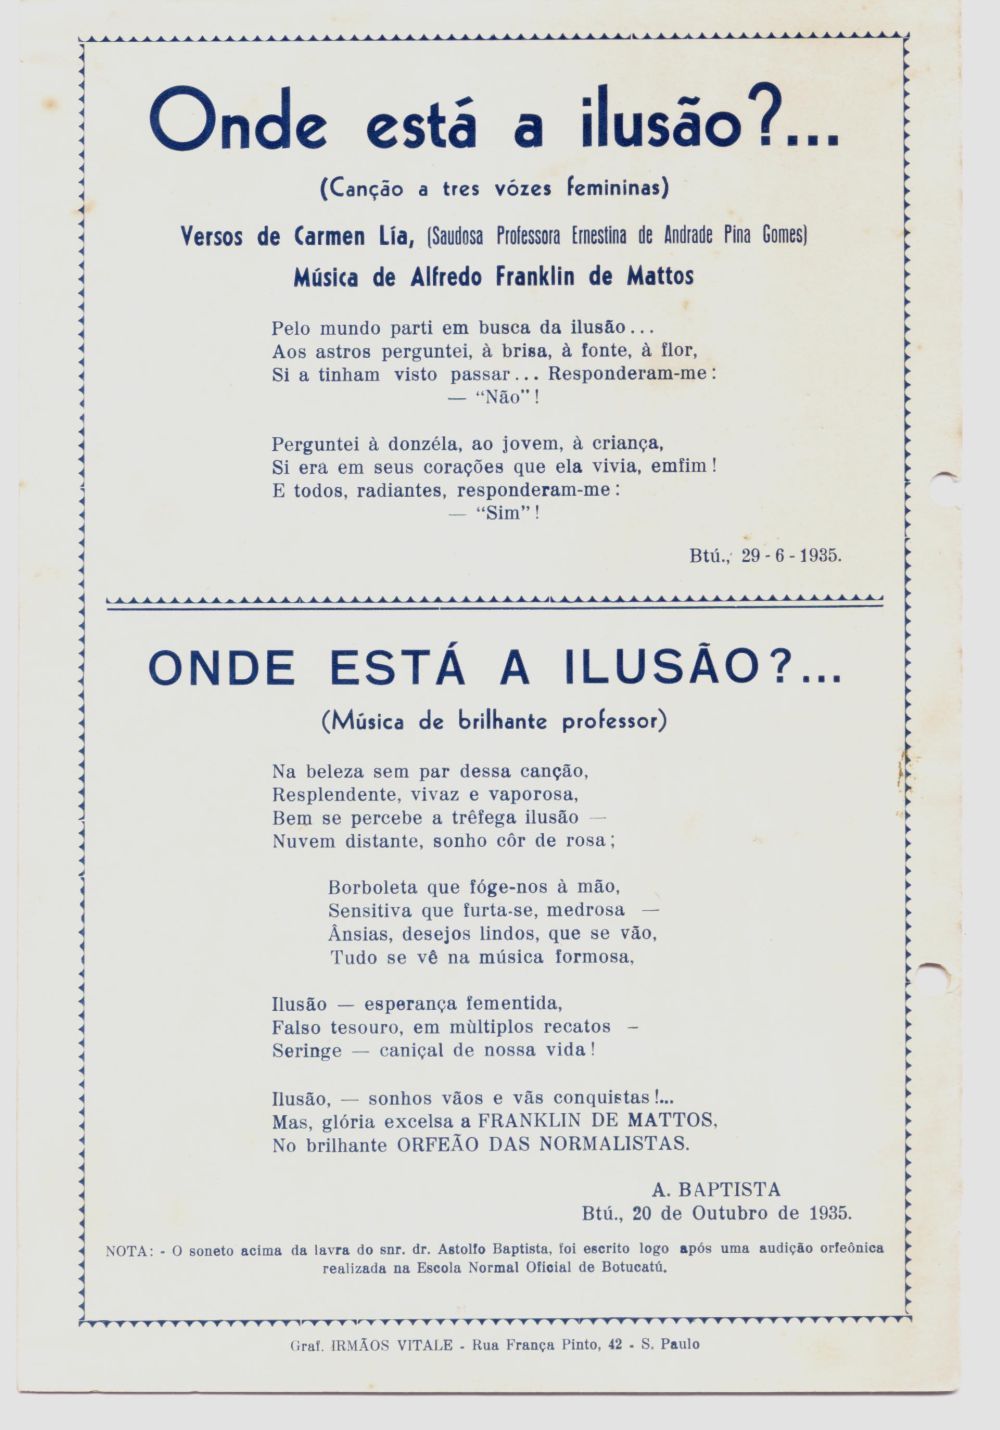 Onde está a ilusão?...
(Canção a tres vózes femininas)
Versos de Carmen Lía, (Saudosa Professora Ernestina de Andrade Pina Gomes)
Música de Alfredo Franklin de Mattos
Pelo mundo parti em busca da ilusão...
Aos astros perguntei, à brisa, à fonte, à flor,
Si a tinham visto passar... Responderam-me:
— “Não”!
Perguntei à donzéla, ao jovem, à criança,
Si era em seus corações que ela vivia, emfim!
E todos, radiantes, responderam-me:
— “Sim”!
Btú., 29-6-1935.
ONDE ESTÁ A ILUSÃO?...
(Música de brilhante professor)
Na beleza sem par dessa canção,
Resplendente, vivaz e vaporosa,
Bem se percebe a trêfega ilusão —
Nuvem distante, sonho côr de rosa;
Borboleta que fóge-nos à mão,
Sensitiva que furta-se, medrosa —
Ânsias, desejos lindos, que se vão,
Tudo se vê na música formosa,
Ilusão — esperança fementida,
Falso tesouro, em mùltiplos recatos —
Seringe — caniçal de nossa vida!
Ilusão, — sonhos vãos e vãs conquistas!...
Mas, glória excelsa a FRANKLIN DE MATTOS,
No brilhante ORFEÃO DAS NORMALISTAS.
A. BAPTISTA
Btú., 20 de Outubro de 1935.
NOTA: - O soneto acima da lavra do snr. dr. Astolfo Baptista, foi escrito logo após uma audição orfeônica
realizada na Escola Normal Oficial de Botucatú.
Graf. IRMÃOS VITALE - Rua França Pinto, 42 - S. Paulo